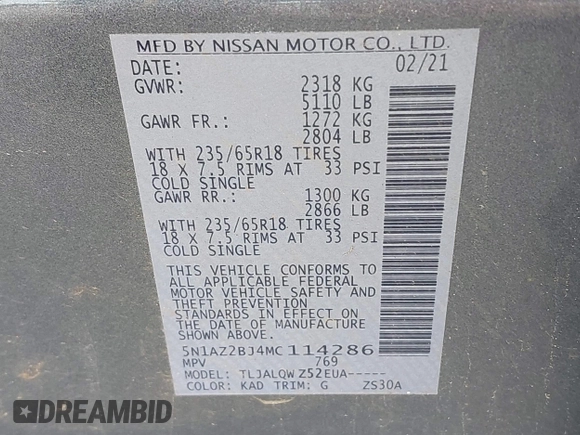 MFD BY NISSAN MOTOR CO., LTD.
DATE: 02/21
GVWR: 2318 KG
5110 LB
GAWR FR.: 1272 KG
2804 LB
WITH 235/65R18 TIRES
18 X 7.5 RIMS AT 33 PSI
COLD SINGLE
GAWR RR.: 1300 KG
2866 LB
WITH 235/65R18 TIRES
18 X 7.5 RIMS AT 33 PSI
COLD SINGLE
THIS VEHICLE CONFORMS TO
ALL APPLICABLE FEDERAL
MOTOR VEHICLE SAFETY AND
THEFT PREVENTION
STANDARDS IN EFFECT ON
THE DATE OF MANUFACTURE
SHOWN ABOVE.
5N1AZ2BJ4MC114286
MPV 769
MODEL: TLJALQWZ52EUA-----
COLOR: KAD TRIM: G ZS30A
DREAMBID
#1 AUCTION SOURCE